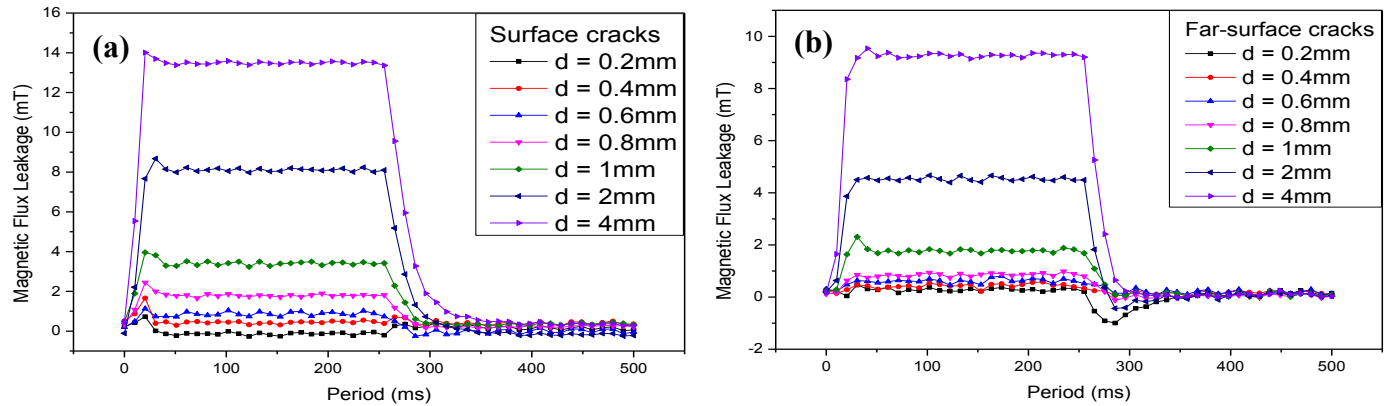 (a)
Surface cracks
d = 0.2mm
d = 0.4mm
d = 0.6mm
d = 0.8mm
d = 1mm
d = 2mm
d = 4mm
Magnetic Flux Leakage (mT)
16
14
12
10
8
6
4
2
0
0
100
200
300
400
500
Period (ms)
(b)
Far-surface cracks
d = 0.2mm
d = 0.4mm
d = 0.6mm
d = 0.8mm
d = 1mm
d = 2mm
d = 4mm
Magnetic Flux Leakage (mT)
10
8
6
4
2
0
-2
0
100
200
300
400
500
Period (ms)